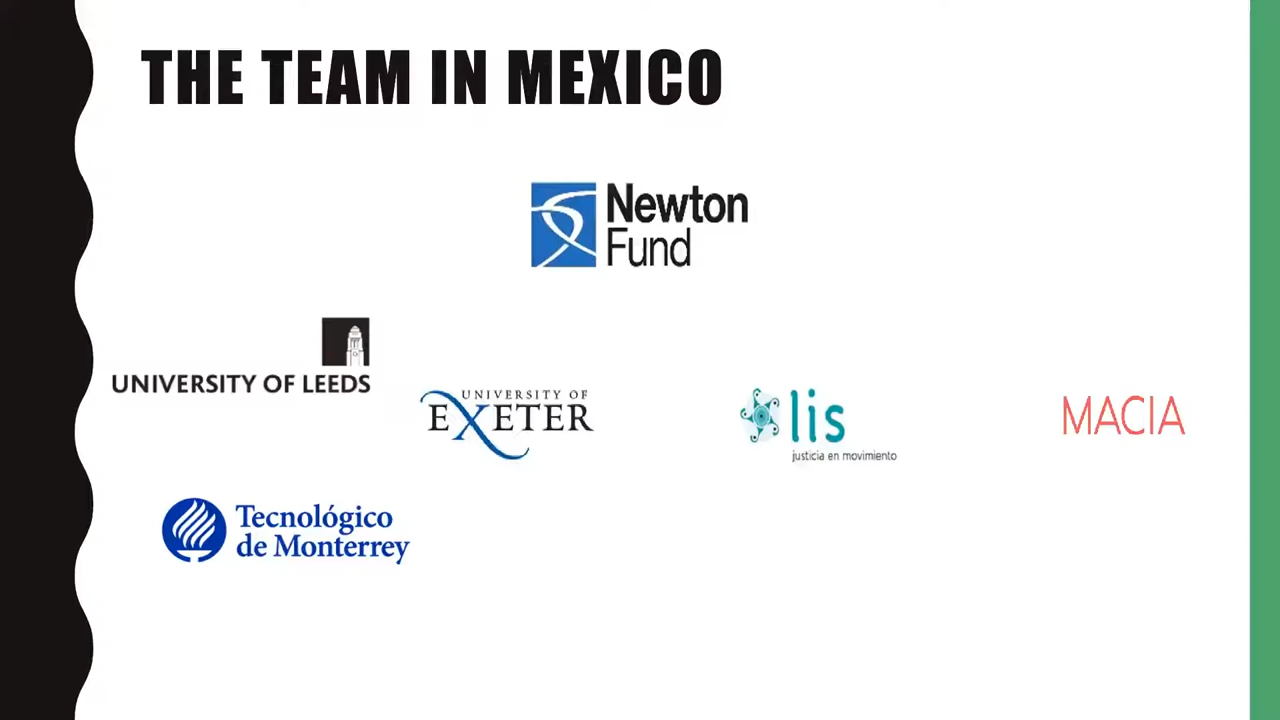 THE TEAM IN MEXICO
Newton
Fund
UNIVERSITY OF LEEDS
UNIVERSITY OF
EXETER
lis
justicia en movimiento
MACIA
Tecnológico
de Monterrey